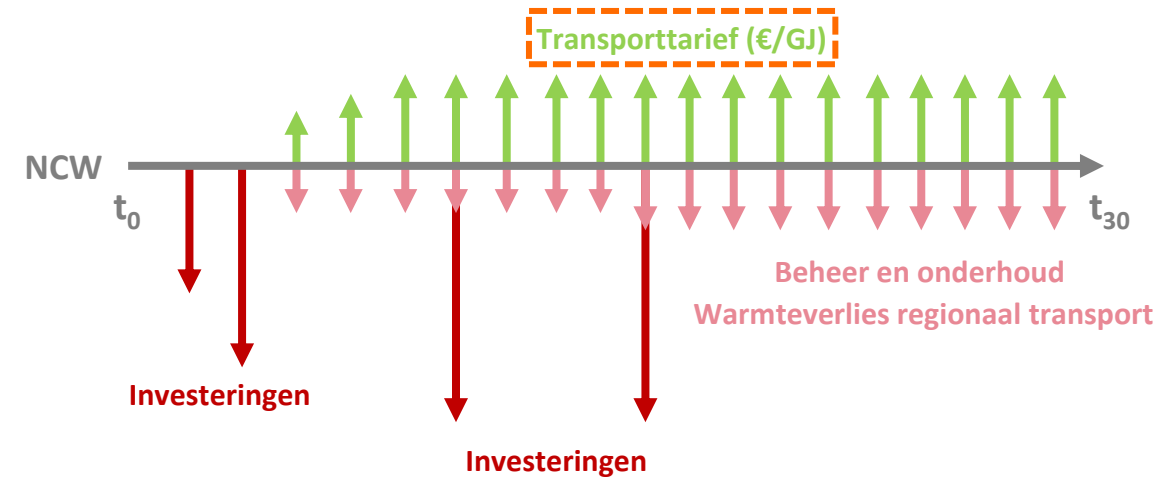 Transporttarief (€/GJ)
NCW
t₀
t₃₀
Beheer en onderhoud
Warmteverlies regionaal transport
Investeringen
Investeringen